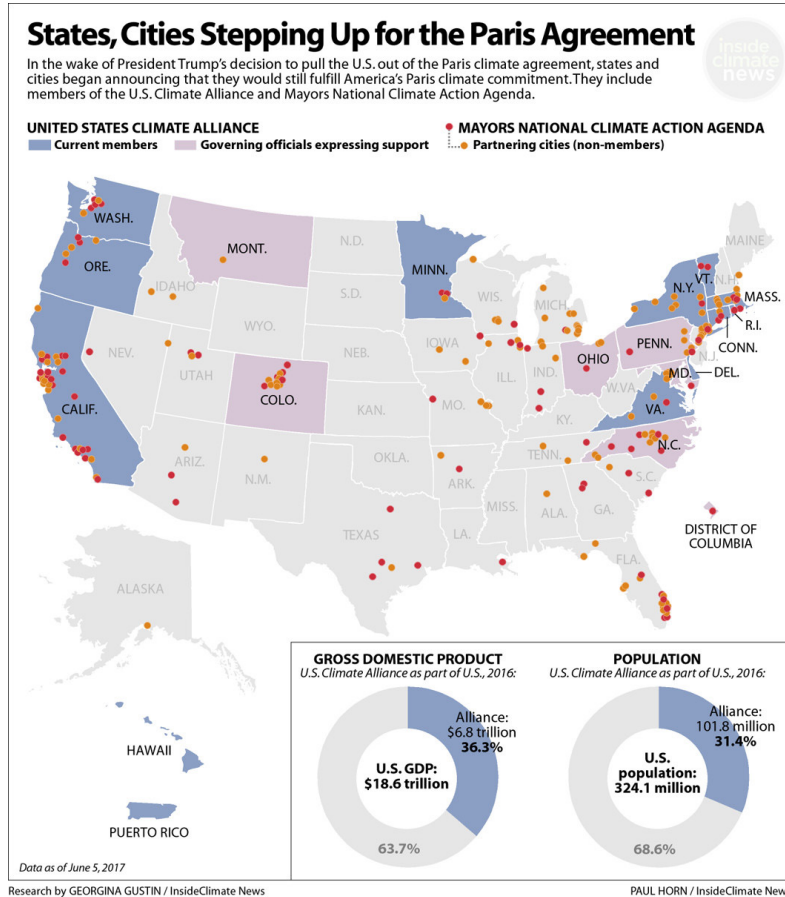 States, Cities Stepping Up for the Paris Agreement
inside
climate
news
In the wake of President Trump's decision to pull the U.S. out of the Paris climate agreement, states and
cities began announcing that they would still fulfill America's Paris climate commitment. They include
members of the U.S. Climate Alliance and Mayors National Climate Action Agenda.
UNITED STATES CLIMATE ALLIANCE
Current members
Governing officials expressing support
MAYORS NATIONAL CLIMATE ACTION AGENDA
Partnering cities (non-members)
WASH.
ORE.
CALIF.
IDAHO
NEV.
MONT.
WYO.
UTAH
COLO.
ARIZ.
N.M.
N.D.
S.D.
NEB.
KAN.
OKLA.
TEXAS
MINN.
IOWA
MO.
ARK.
LA.
WIS.
ILL.
MICH.
IND.
OHIO
KY.
TENN.
MISS.
ALA.
GA.
FLA.
S.C.
N.C.
VA.
W.VA
PENN.
N.Y.
VT.
N.H.
MAINE
MASS.
R.I.
CONN.
N.J.
DEL.
MD.
DISTRICT OF
COLUMBIA
ALASKA
HAWAII
PUERTO RICO
GROSS DOMESTIC PRODUCT
U.S. Climate Alliance as part of U.S., 2016:
Alliance:
$6.8 trillion
36.3%
U.S. GDP:
$18.6 trillion
63.7%
POPULATION
U.S. Climate Alliance as part of U.S., 2016:
Alliance:
101.8 million
31.4%
U.S.
population:
324.1 million
68.6%
Data as of June 5, 2017
Research by GEORGINA GUSTIN / InsideClimate News
PAUL HORN / InsideClimate New